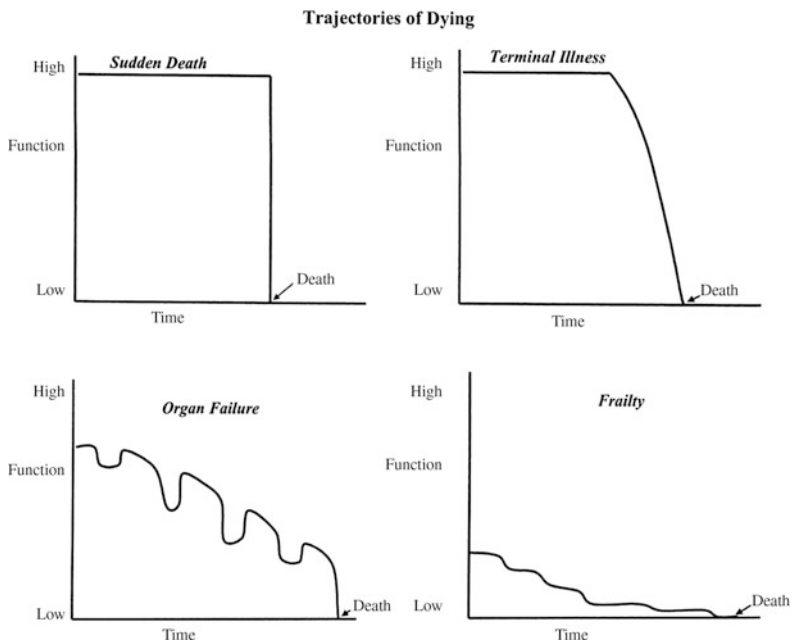 Trajectories of Dying
Sudden Death
High
Function
Low
Death
Time
Terminal Illness
High
Function
Low
Death
Time
Organ Failure
High
Function
Low
Death
Time
Frailty
High
Function
Low
Death
Time